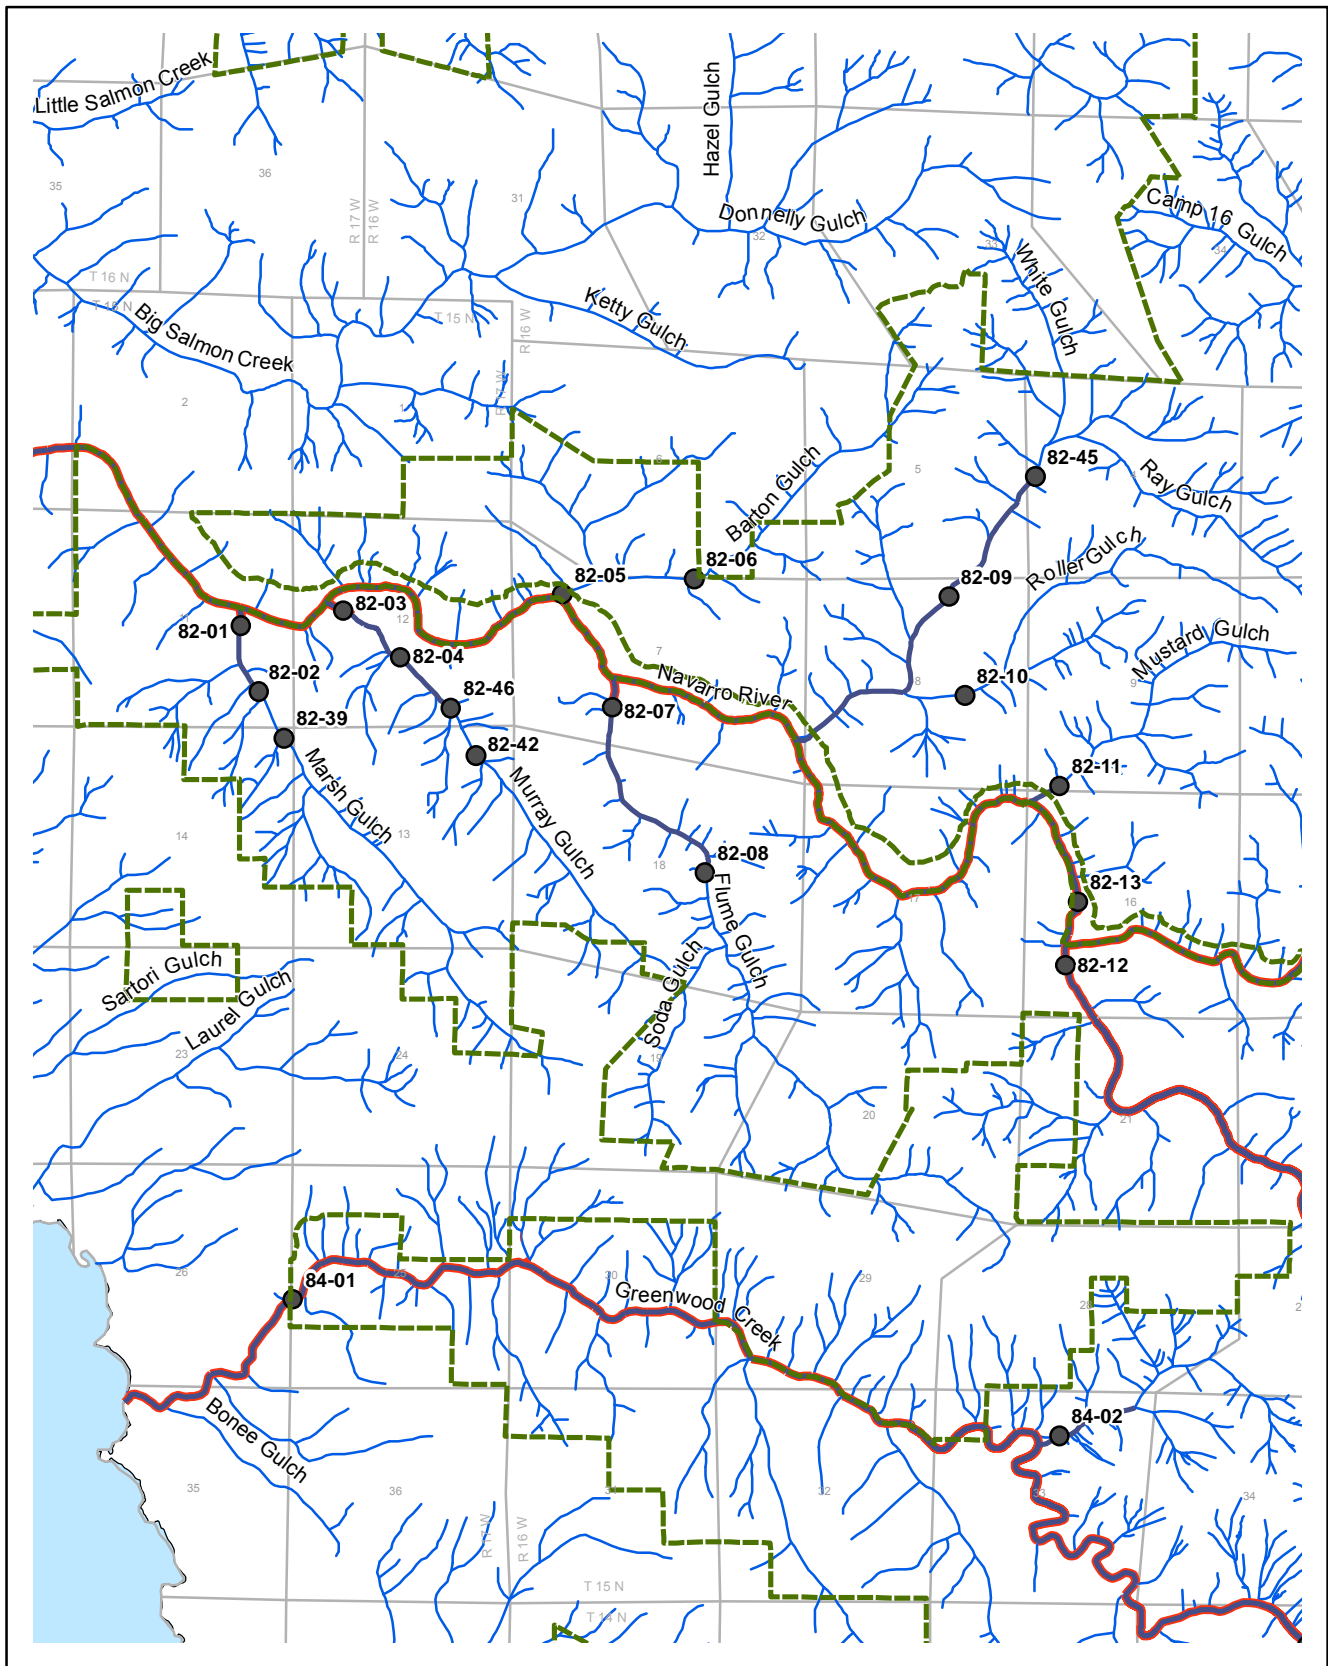 Little Salmon Creek
Hazel Gulch
36
35
31
R 17 W
R 16 W
Donnelly Gulch
32
Camp 16 Gulch
33
34
White Gulch
T 16 N
T 15 N
Big Salmon Creek
T 15 N
R 16 W
Ketty Gulch
R 17 W
2
1
6
5
4
82-45
Ray Gulch
Barton Gulch
82-06
82-05
82-09
Roller Gulch
82-03
82-01
11
12
82-04
7
Mustard Gulch
82-02
82-46
Navarro River
8
82-10
9
82-07
82-39
82-42
82-11
Marsh Gulch
Murray Gulch
14
13
18
82-08
Flume Gulch
82-13
17
16
82-12
Soda Gulch
Sartori Gulch
Laurel Gulch
23
24
19
20
21
26
84-01
25
30
29
28
Greenwood Creek
84-02
Bonee Gulch
35
36
31
32
33
34
R 17 W
R 16 W
T 15 N
T 14 N